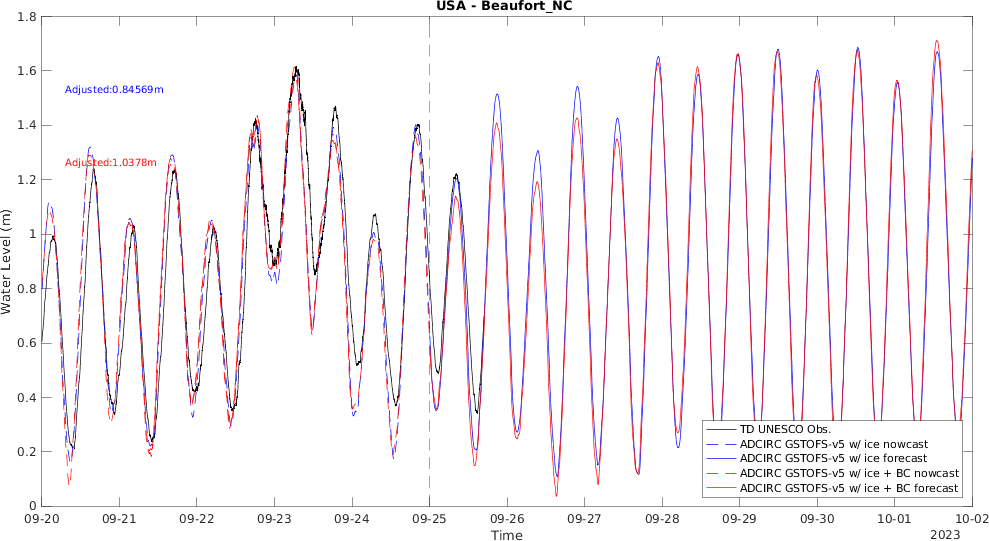 USA - Beaufort_NC
1.8
1.6
1.4
1.2
1
0.8
0.6
0.4
0.2
0
Water Level (m)
Adjusted:0.84569m
Adjusted:1.0378m
TD UNESCO Obs.
ADCIRC GSTOFS-v5 w/ ice nowcast
ADCIRC GSTOFS-v5 w/ ice forecast
ADCIRC GSTOFS-v5 w/ ice + BC nowcast
ADCIRC GSTOFS-v5 w/ ice + BC forecast
09-20 09-21 09-22 09-23 09-24 09-25 09-26 09-27 09-28 09-29 09-30 10-01 10-02
Time
2023